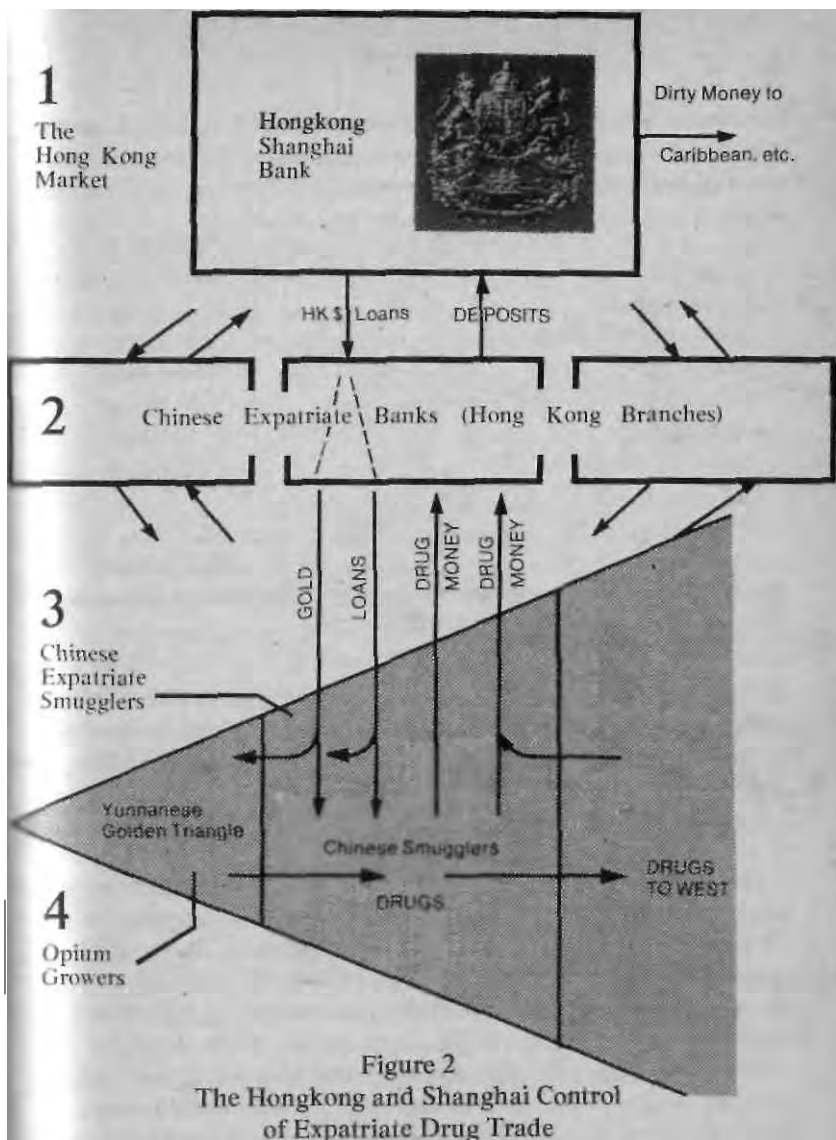 1
The
Hong Kong
Market
Hongkong
Shanghai
Bank
Dirty Money to
Caribbean, etc.
HK $ Loans
DEPOSITS
2
Chinese Expatriate Banks (Hong Kong Branches)
GOLD
LOANS
DRUG
MONEY
DRUG
MONEY
3
Chinese
Expatriate
Smugglers
Yunnanese
Golden Triangle
Chinese Smugglers
DRUGS
DRUGS
TO WEST
4
Opium
Growers
Figure 2
The Hongkong and Shanghai Control
of Expatriate Drug Trade